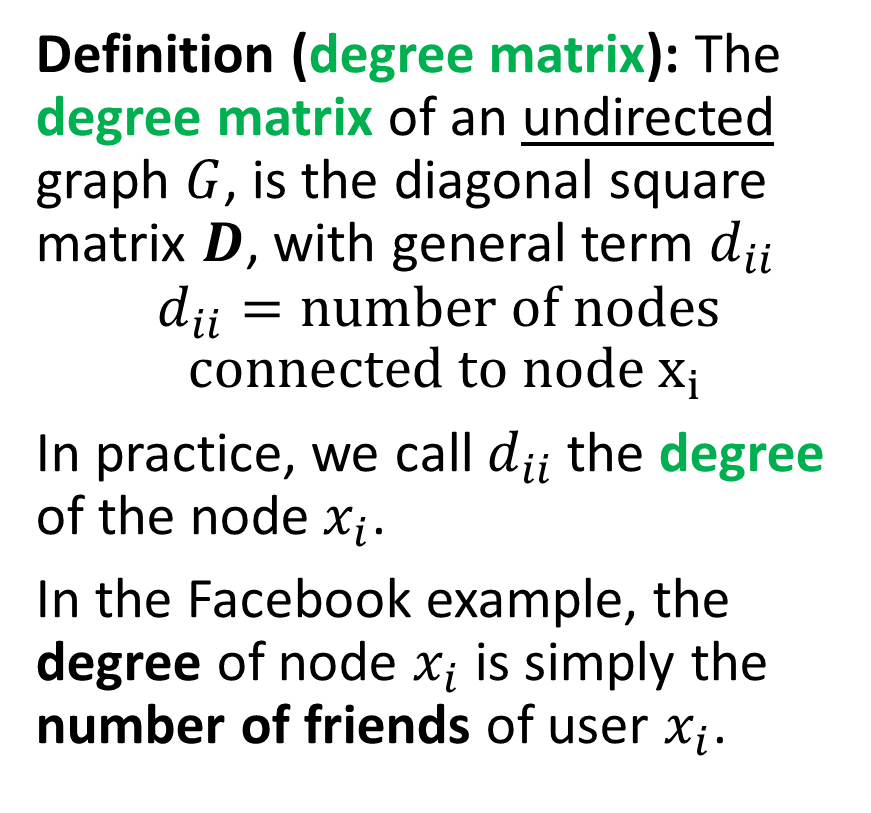 Definition (degree matrix): The
degree matrix of an undirected
graph G, is the diagonal square
matrix D, with general term dᵢᵢ
dᵢᵢ = number of nodes
connected to node xᵢ
In practice, we call dᵢᵢ the degree
of the node xᵢ.
In the Facebook example, the
degree of node xᵢ is simply the
number of friends of user xᵢ.